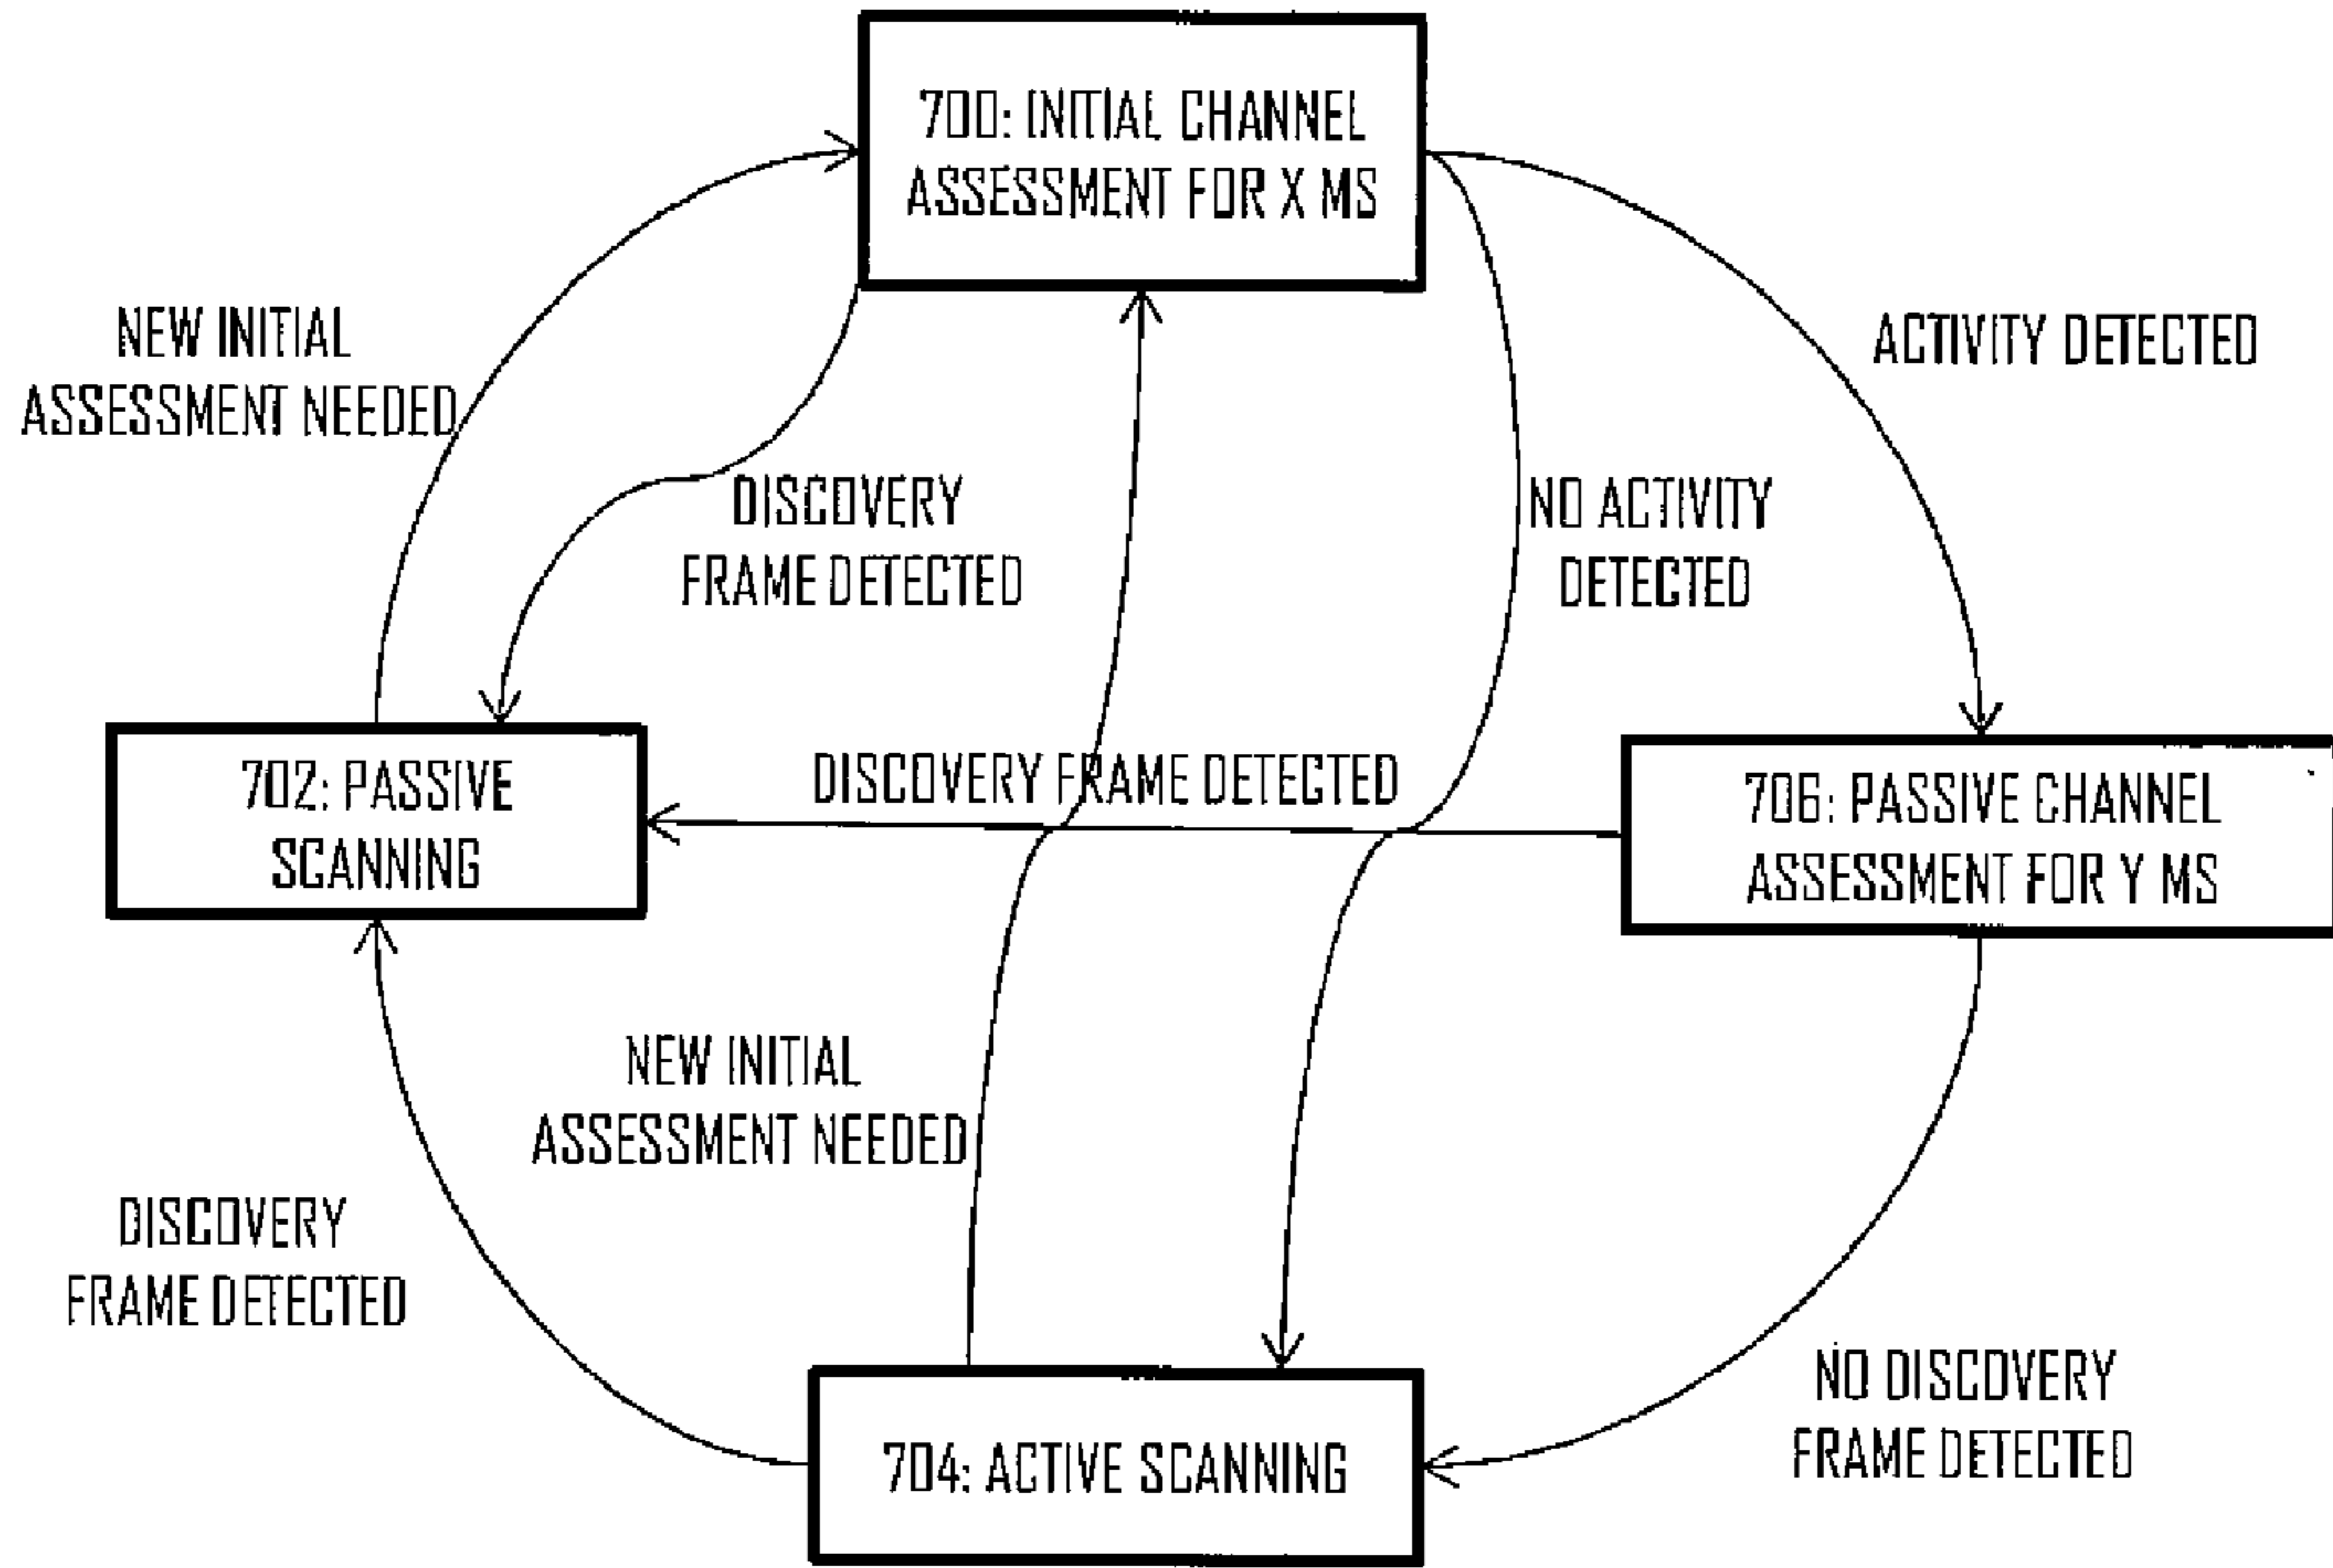 700: INITIAL CHANNEL
ASSESSMENT FOR X MS
NEW INITIAL
ASSESSMENT NEEDED
ACTIVITY DETECTED
DISCOVERY
FRAME DETECTED
NO ACTIVITY
DETECTED
702: PASSIVE
SCANNING
DISCOVERY FRAME DETECTED
706: PASSIVE CHANNEL
ASSESSMENT FOR Y MS
NEW INITIAL
ASSESSMENT NEEDED
DISCOVERY
FRAME DETECTED
NO DISCOVERY
FRAME DETECTED
704: ACTIVE SCANNING